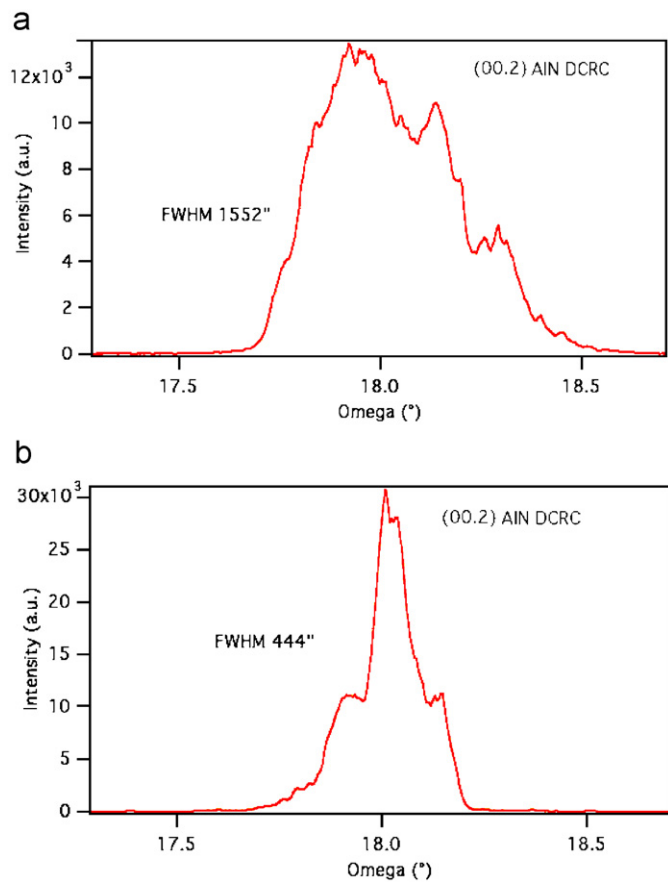 a
12x10³
10
8
6
4
2
0
Intensity (a.u.)
(00.2) AlN DCRC
FWHM 1552"
17.5 18.0 18.5
Omega (°)
b
30x10³
25
20
15
10
5
0
Intensity (a.u.)
(00.2) AlN DCRC
FWHM 444"
17.5 18.0 18.5
Omega (°)